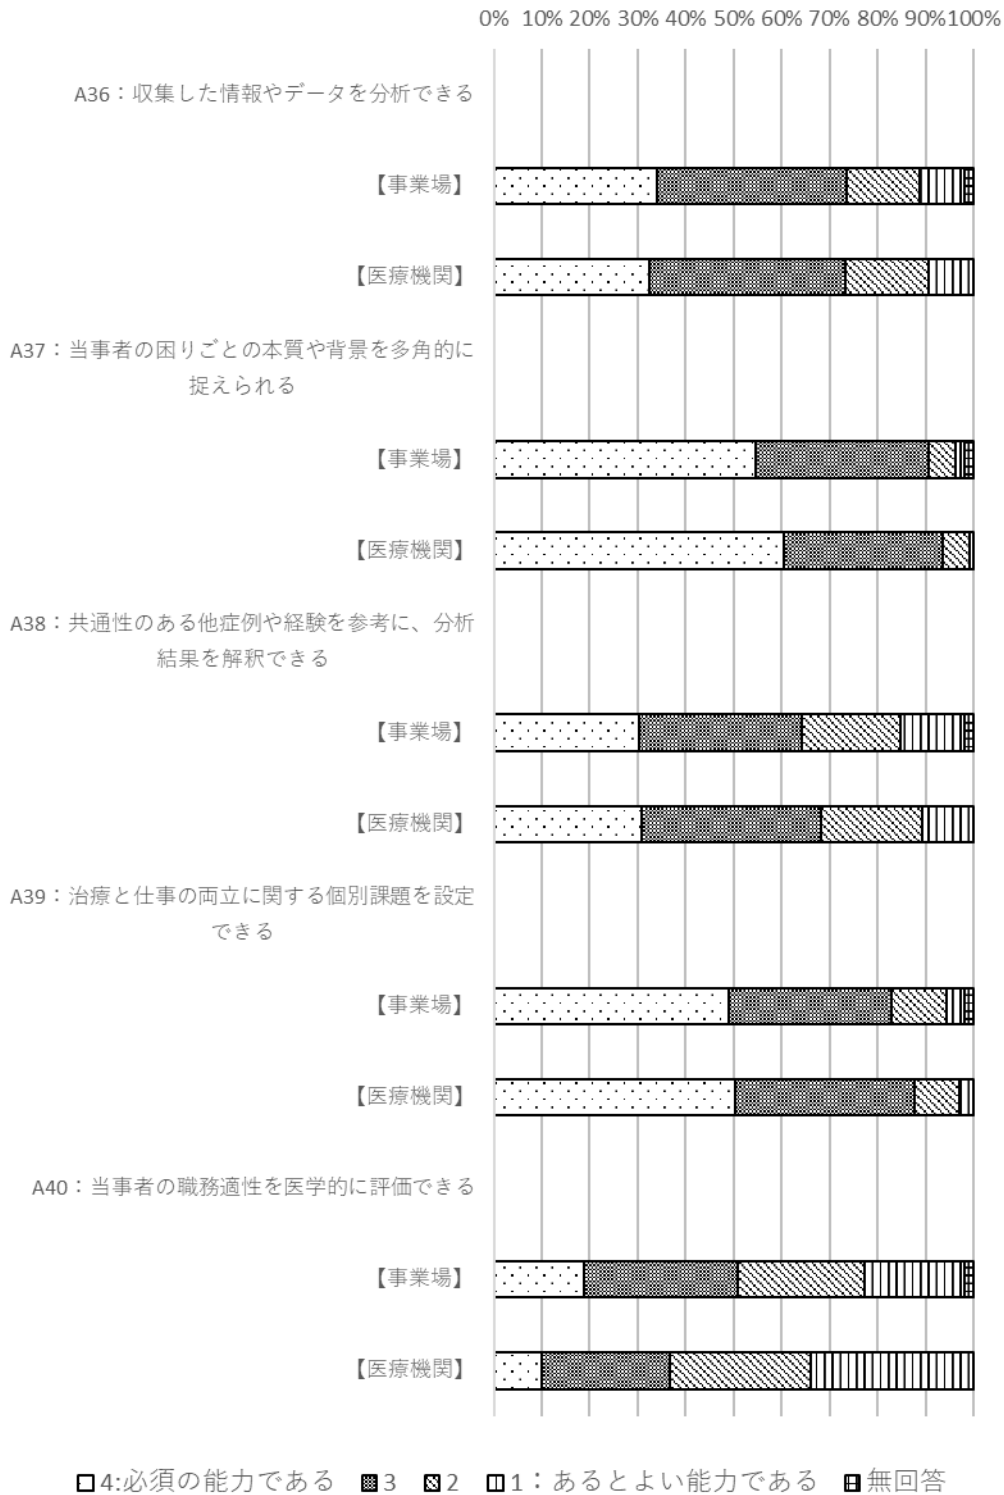 0% 10% 20% 30% 40% 50% 60% 70% 80% 90%100%
A36：収集した情報やデータを分析できる
【事業場】
【医療機関】
A37：当事者の困りごとの本質や背景を多角的に
捉えられる
【事業場】
【医療機関】
A38：共通性のある他症例や経験を参考に、分析
結果を解釈できる
【事業場】
【医療機関】
A39：治療と仕事の両立に関する個別課題を設定
できる
【事業場】
【医療機関】
A40：当事者の職務適性を医学的に評価できる
【事業場】
【医療機関】
4:必須の能力である 3 2 1：あるとよい能力である 無回答